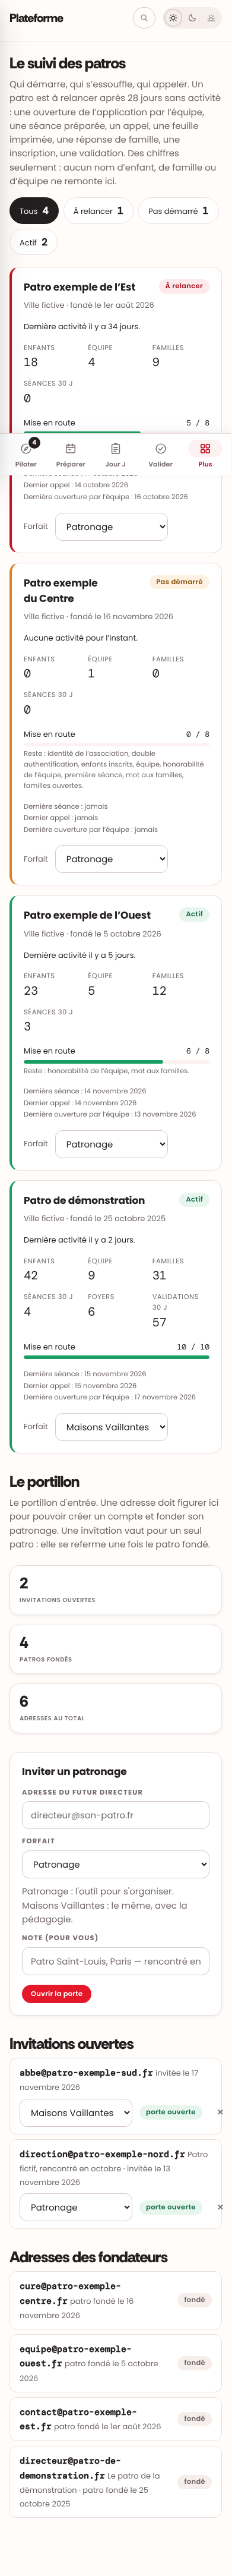 Plateforme
Le suivi des patros
Qui démarre, qui s’essouffle, qui appeler. Un
patro est à relancer après 28 jours sans activité
: une ouverture de l’application par l’équipe,
une séance préparée, un appel, une feuille
imprimée, une réponse de famille, une
inscription, une validation. Des chiffres
seulement : aucun nom d’enfant, de famille ou
d’équipe ne remonte ici.
Tous 4
À relancer 1
Pas démarré 1
Actif 2
Patro exemple de l’Est
À relancer
Ville fictive · fondé le 1er août 2026
Dernière activité il y a 34 jours.
ENFANTS ÉQUIPE FAMILLES
18 4 9
SÉANCES 30 J
0
Mise en route 5 / 8
4
Piloter Préparer Jour J Valider Plus
Dernier appel : 14 octobre 2026
Dernière ouverture par l’équipe : 16 octobre 2026
Forfait Patronage
Patro exemple
du Centre
Pas démarré
Ville fictive · fondé le 16 novembre 2026
Aucune activité pour l’instant.
ENFANTS ÉQUIPE FAMILLES
0 1 0
SÉANCES 30 J
0
Mise en route 0 / 8
Reste : identité de l’association, double
authentification, enfants inscrits, équipe, honorabilité
de l’équipe, première séance, mot aux familles,
familles ouvertes.
Dernière séance : jamais
Dernier appel : jamais
Dernière ouverture par l’équipe : jamais
Forfait Patronage
Patro exemple de l’Ouest
Actif
Ville fictive · fondé le 5 octobre 2026
Dernière activité il y a 5 jours.
ENFANTS ÉQUIPE FAMILLES
23 5 12
SÉANCES 30 J
3
Mise en route 6 / 8
Reste : honorabilité de l’équipe, mot aux familles.
Dernière séance : 14 novembre 2026
Dernier appel : 14 novembre 2026
Dernière ouverture par l’équipe : 13 novembre 2026
Forfait Patronage
Patro de démonstration
Actif
Ville fictive · fondé le 25 octobre 2025
Dernière activité il y a 2 jours.
ENFANTS ÉQUIPE FAMILLES
42 9 31
SÉANCES 30 J FOYERS VALIDATIONS
30 J
4 6 57
Mise en route 10 / 10
Dernière séance : 15 novembre 2026
Dernier appel : 15 novembre 2026
Dernière ouverture par l’équipe : 17 novembre 2026
Forfait Maisons Vaillantes
Le portillon
Le portillon d'entrée. Une adresse doit figurer ici
pour pouvoir créer un compte et fonder son
patronage. Une invitation vaut pour un seul
patro : elle se referme une fois le patro fondé.
2
INVITATIONS OUVERTES
4
PATROS FONDÉS
6
ADRESSES AU TOTAL
Inviter un patronage
ADRESSE DU FUTUR DIRECTEUR
directeur@son-patro.fr
FORFAIT
Patronage
Patronage : l'outil pour s'organiser.
Maisons Vaillantes : le même, avec la
pédagogie.
NOTE (POUR VOUS)
Patro Saint-Louis, Paris — rencontré en
Ouvrir la porte
Invitations ouvertes
abbe@patro-exemple-sud.fr invitée le 17
novembre 2026
Maisons Vaillantes porte ouverte ×
direction@patro-exemple-nord.fr Patro
fictif, rencontré en octobre · invitée le 13
novembre 2026
Patronage porte ouverte ×
Adresses des fondateurs
cure@patro-exemple-
centre.fr patro fondé le 16
novembre 2026
fondé
equipe@patro-exemple-
ouest.fr patro fondé le 5 octobre
2026
fondé
contact@patro-exemple-
est.fr patro fondé le 1er août 2026
fondé
directeur@patro-de-
demonstration.fr Le patro de la
démonstration · patro fondé le 25
octobre 2025
fondé